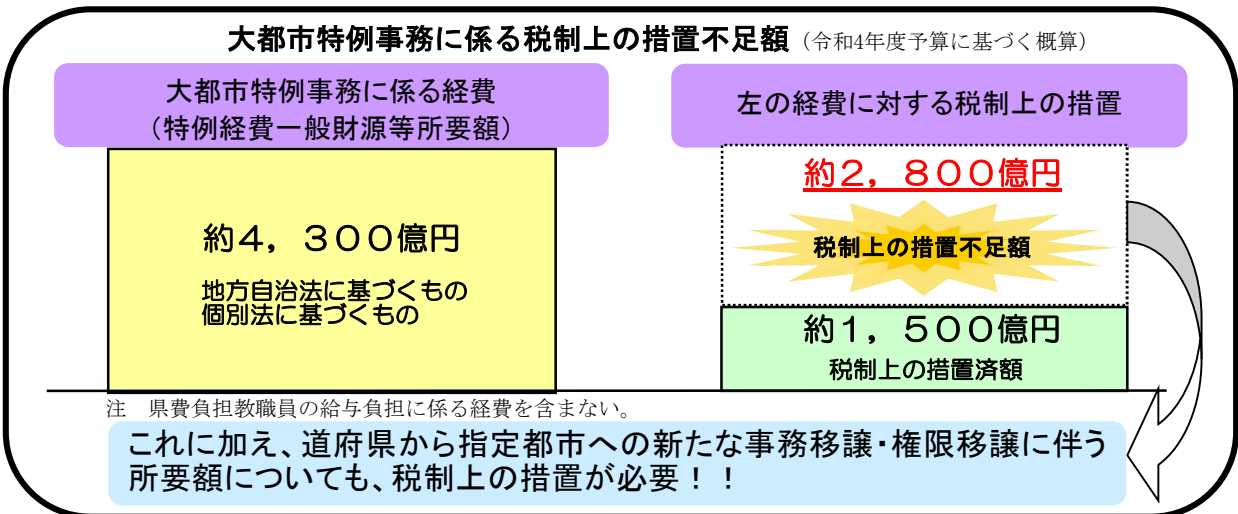 大都市特例事務に係る税制上の措置不足額（令和4年度予算に基づく概算）
大都市特例事務に係る経費
（特例経費一般財源等所要額）
約4，300億円
地方自治法に基づくもの
個別法に基づくもの
左の経費に対する税制上の措置
約2，800億円
税制上の措置不足額
約1，500億円
税制上の措置済額
注　県費負担教職員の給与負担に係る経費を含まない。
これに加え、道府県から指定都市への新たな事務移譲・権限移譲に伴う
所要額についても、税制上の措置が必要！！